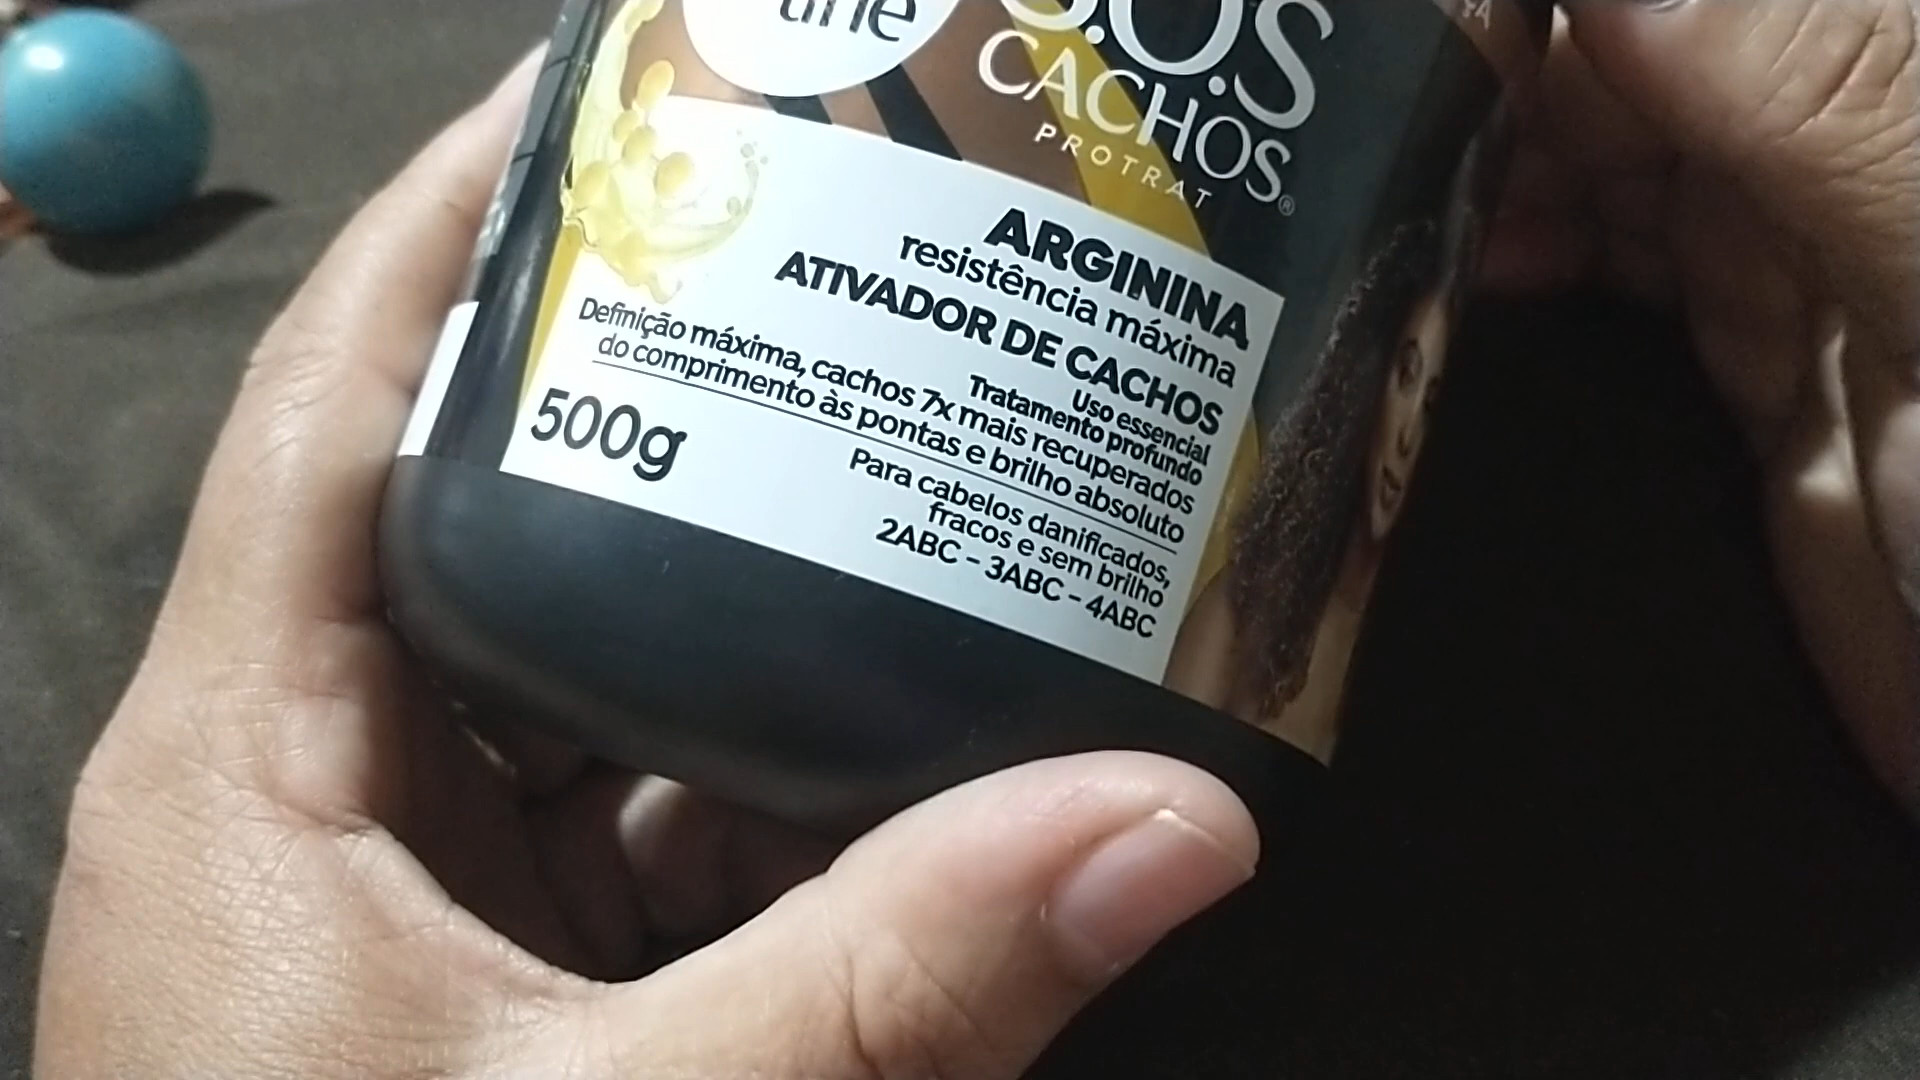 line
S.O.S
CACHOS®
PROTRAT
ARGININA
resistência máxima
ATIVADOR DE CACHOS
Uso essencial
Tratamento profundo
Definição máxima, cachos 7x mais recuperados
do comprimento às pontas e brilho absoluto
500g
Para cabelos danificados,
fracos e sem brilho
2ABC - 3ABC - 4ABC